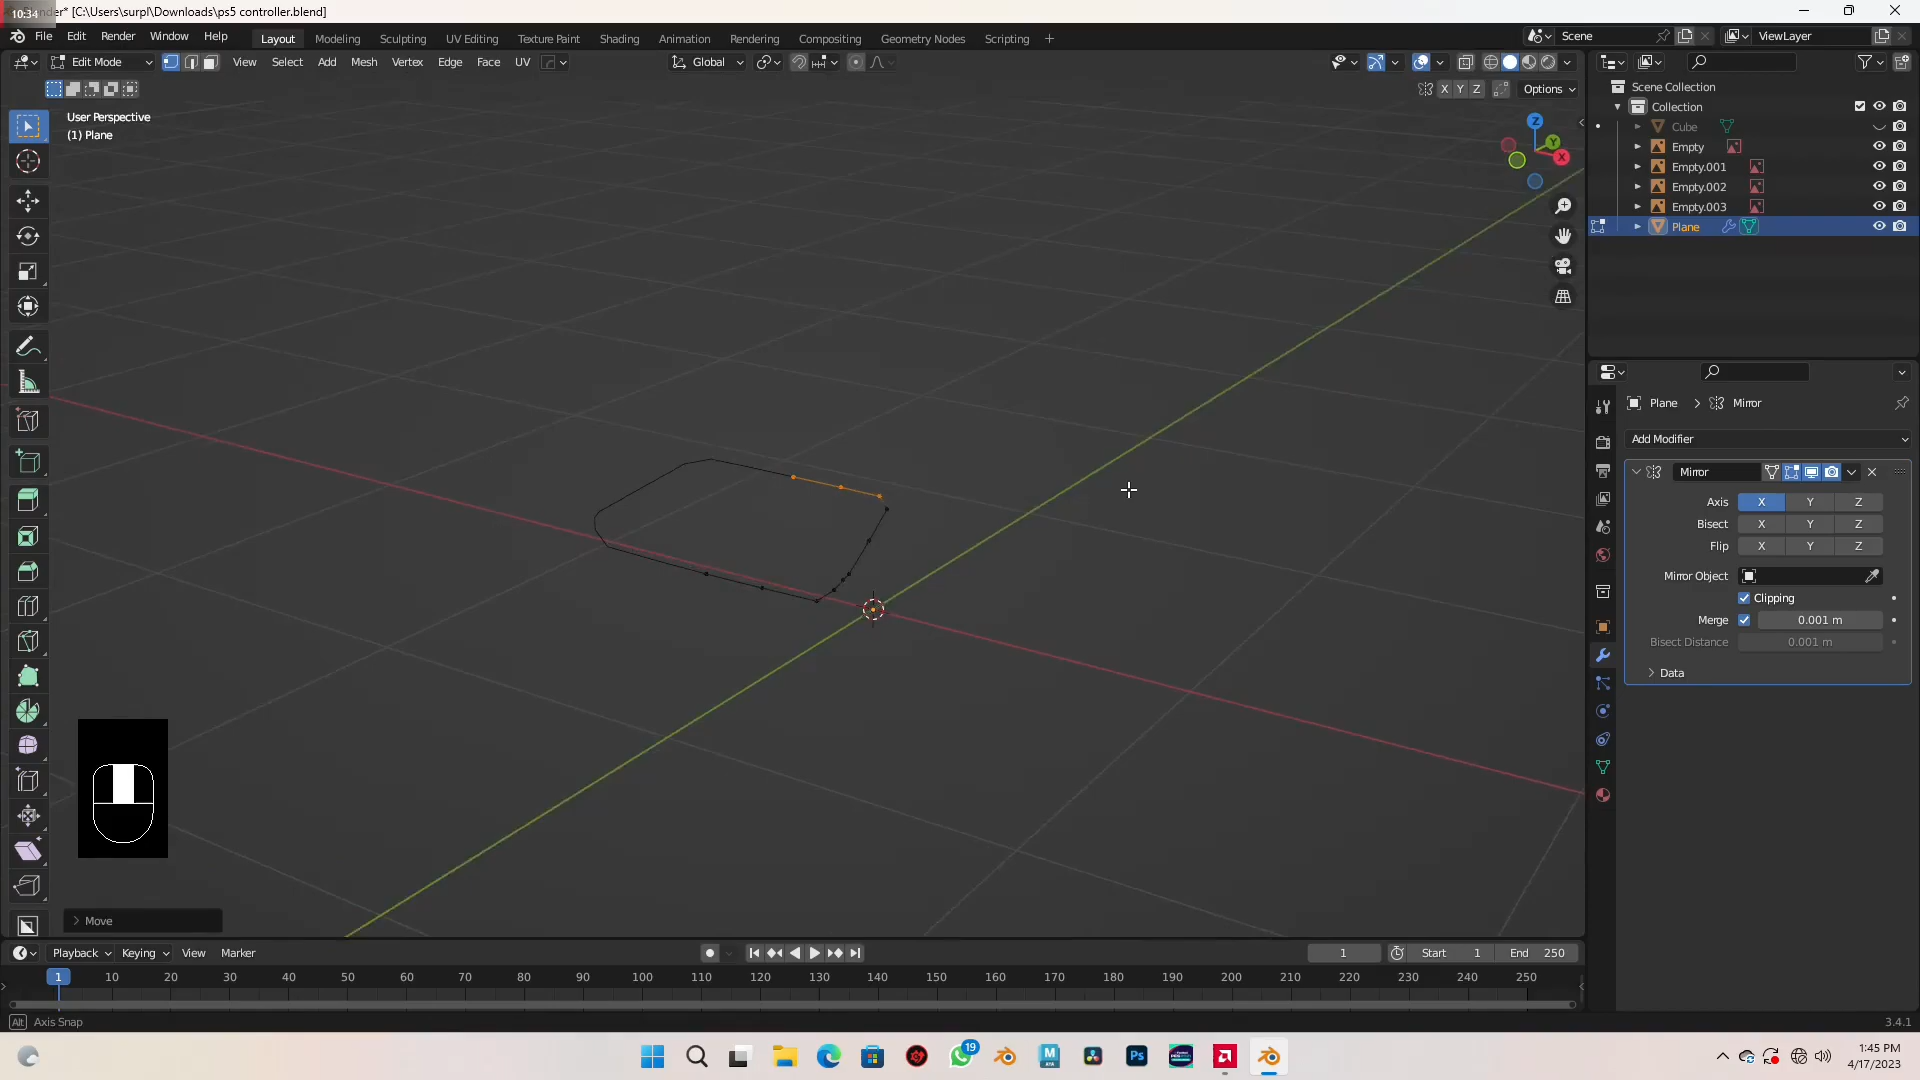 10:34
nder* [C:\Users\surpl\Downloads\ps5 controller.blend]
File Edit Render Window Help
Layout Modeling Sculpting UV Editing Texture Paint Shading Animation Rendering Compositing Geometry Nodes Scripting +
Scene
ViewLayer
Edit Mode
View Select Add Mesh Vertex Edge Face UV
Global
X Y Z
Options
User Perspective
(1) Plane
Z
Y
X
Scene Collection
Collection
Cube
Empty
Empty.001
Empty.002
Empty.003
Plane
Plane > Mirror
Add Modifier
Mirror
Axis X Y Z
Bisect X Y Z
Flip X Y Z
Mirror Object
Clipping
Merge 0.001 m
Bisect Distance 0.001 m
Data
Move
Playback Keying View Marker
1
Start 1
End 250
1 10 20 30 40 50 60 70 80 90 100 110 120 130 140 150 160 170 180 190 200 210 220 230 240 250
Alt Axis Snap
3.4.1
19
M
Ps
1:45 PM
4/17/2023